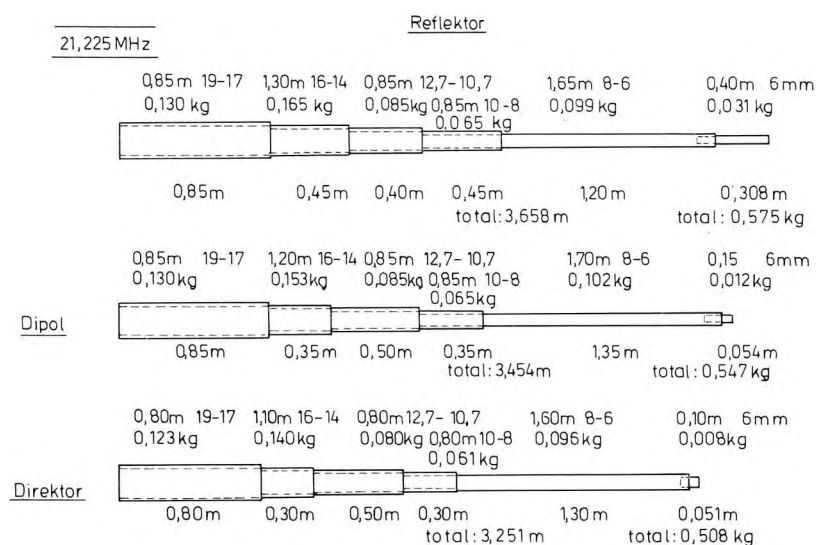 Reflektor
21,225 MHz
0,85m 19-17 1,30m 16-14 0,85m 12,7-10,7 1,65m 8-6 0,40m 6mm
0,130 kg 0,165 kg 0,085kg 0,85m 10-8 0,099 kg 0,031 kg
0,065 kg
0,85m 0,45m 0,40m 0,45m 1,20m 0,308m
total: 3,658 m total: 0,575 kg
0,85m 19-17 1,20m 16-14 0,85m 12,7-10,7 1,70m 8-6 0,15 6mm
0,130kg 0,153kg 0,085kg 0,85m 10-8 0,102kg 0,012 kg
0,065kg
Dipol
0,85m 0,35m 0,50m 0,35m 1,35m 0,054m
total: 3,454m total: 0,547 kg
0,80m 19-17 1,10m 16-14 0,80m 12,7-10,7 1,60m 8-6 0,10m 6mm
0,123kg 0,140kg 0,080kg 0,80m 10-8 0,096 kg 0,008kg
0,061 kg
Direktor
0,80m 0,30m 0,50m 0,30m 1,30m 0,051m
total: 3,251m total: 0,508 kg